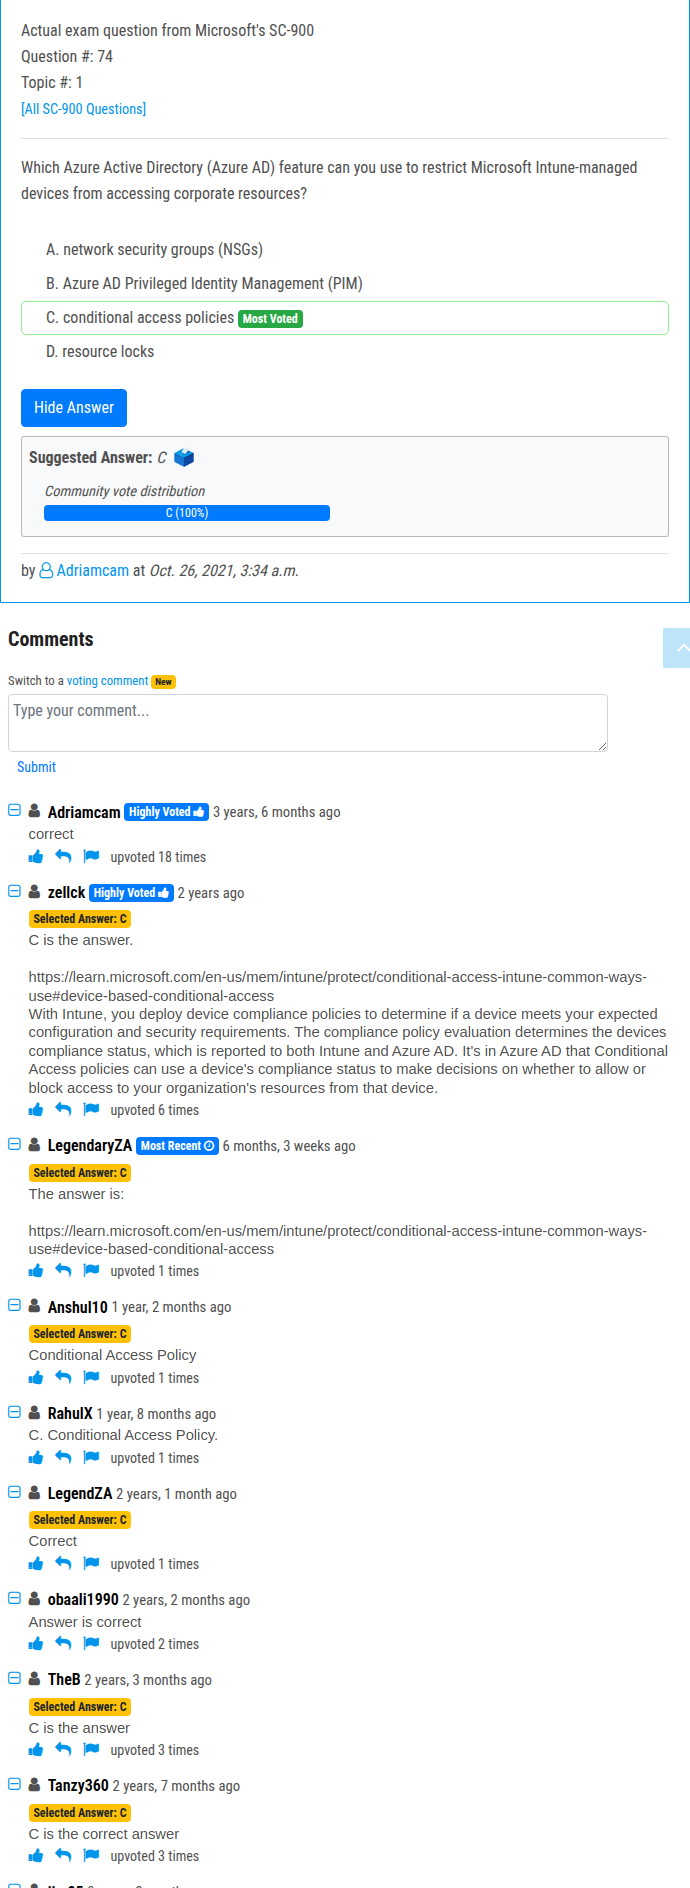 Actual exam question from Microsoft's SC-900
Question #: 74
Topic #: 1
[All SC-900 Questions]
Which Azure Active Directory (Azure AD) feature can you use to restrict Microsoft Intune-managed
devices from accessing corporate resources?
A. network security groups (NSGs)
B. Azure AD Privileged Identity Management (PIM)
C. conditional access policies Most Voted
D. resource locks
Hide Answer
Suggested Answer: C
Community vote distribution
C (100%)
by Adriamcam at Oct. 26, 2021, 3:34 a.m.
Comments
Switch to a voting comment New
Type your comment...
Submit
Adriamcam Highly Voted 3 years, 6 months ago
correct
upvoted 18 times
zellck Highly Voted 2 years ago
Selected Answer: C
C is the answer.
https://learn.microsoft.com/en-us/mem/intune/protect/conditional-access-intune-common-ways-
use#device-based-conditional-access
With Intune, you deploy device compliance policies to determine if a device meets your expected
configuration and security requirements. The compliance policy evaluation determines the devices
compliance status, which is reported to both Intune and Azure AD. It's in Azure AD that Conditional
Access policies can use a device's compliance status to make decisions on whether to allow or
block access to your organization's resources from that device.
upvoted 6 times
LegendaryZA Most Recent 6 months, 3 weeks ago
Selected Answer: C
The answer is:
https://learn.microsoft.com/en-us/mem/intune/protect/conditional-access-intune-common-ways-
use#device-based-conditional-access
upvoted 1 times
Anshul10 1 year, 2 months ago
Selected Answer: C
Conditional Access Policy
upvoted 1 times
RahulX 1 year, 8 months ago
C. Conditional Access Policy.
upvoted 1 times
LegendZA 2 years, 1 month ago
Selected Answer: C
Correct
upvoted 1 times
obaali1990 2 years, 2 months ago
Answer is correct
upvoted 2 times
TheB 2 years, 3 months ago
Selected Answer: C
C is the answer
upvoted 3 times
Tanzy360 2 years, 7 months ago
Selected Answer: C
C is the correct answer
upvoted 3 times